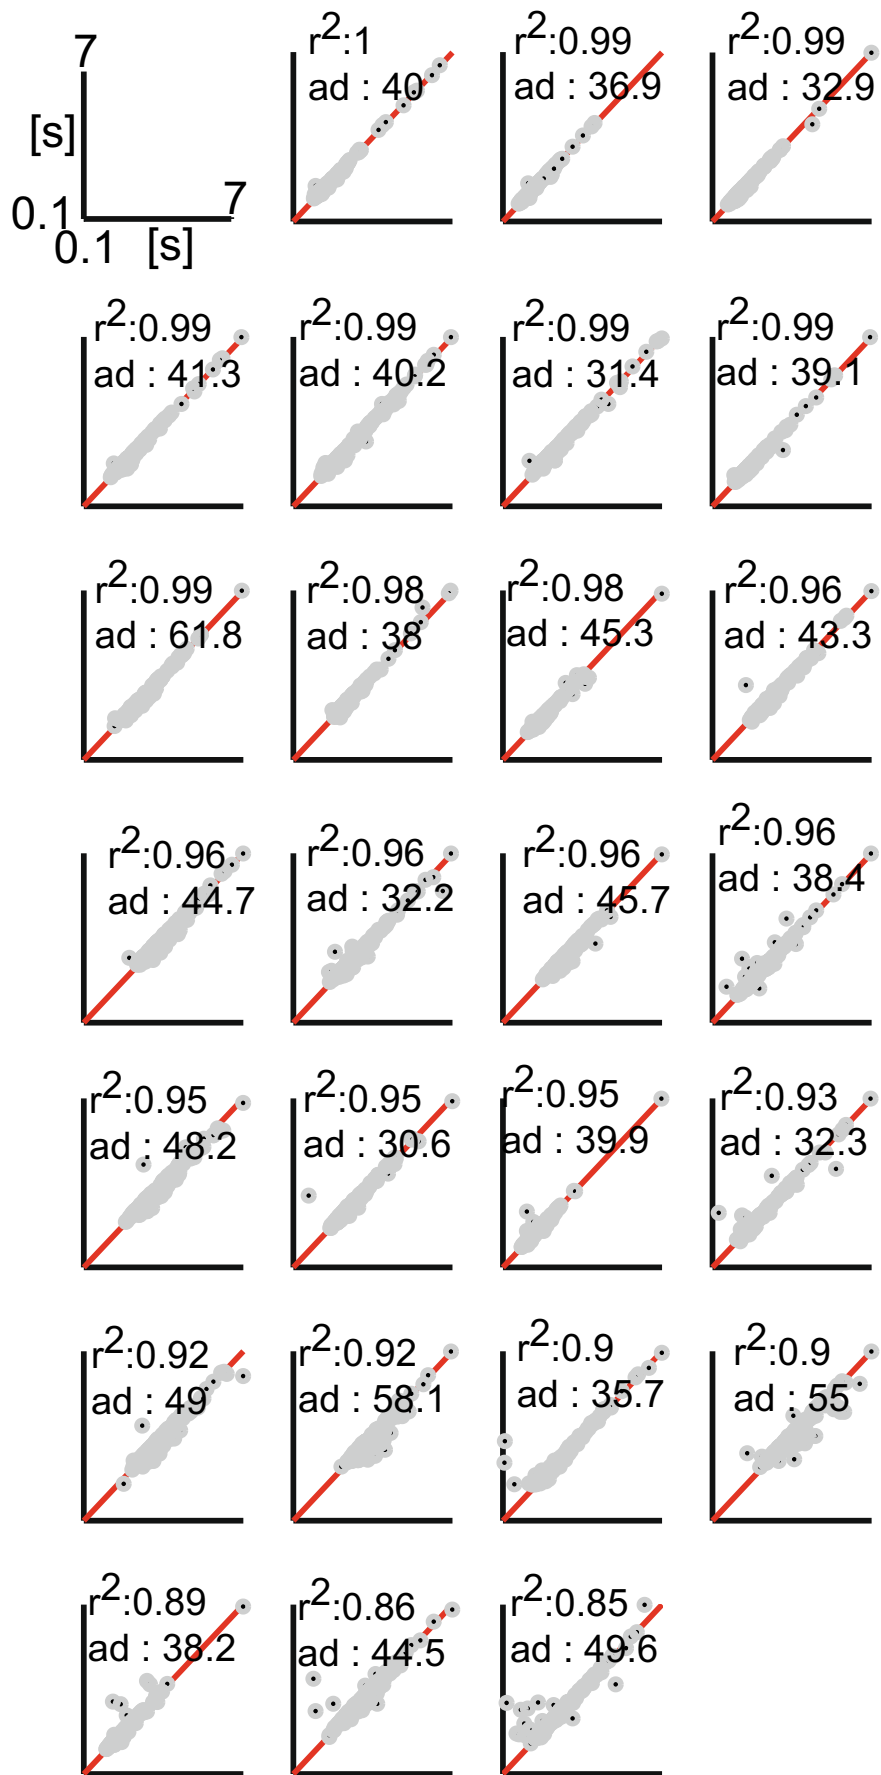 7
[s]
0.1
0.1 [s]
7
r2:1
ad : 40
r2:0.99
ad : 36.9
r2:0.99
ad : 32.9
r2:0.99
ad : 41.3
r2:0.99
ad : 40.2
r2:0.99
ad : 31.4
r2:0.99
ad : 39.1
r2:0.99
ad : 61.8
r2:0.98
ad : 38
r2:0.98
ad : 45.3
r2:0.96
ad : 43.3
r2:0.96
ad : 44.7
r2:0.96
ad : 32.2
r2:0.96
ad : 45.7
r2:0.96
ad : 38.4
r2:0.95
ad : 48.2
r2:0.95
ad : 30.6
r2:0.95
ad : 39.9
r2:0.93
ad : 32.3
r2:0.92
ad : 49
r2:0.92
ad : 58.1
r2:0.9
ad : 35.7
r2:0.9
ad : 55
r2:0.89
ad : 38.2
r2:0.86
ad : 44.5
r2:0.85
ad : 49.6